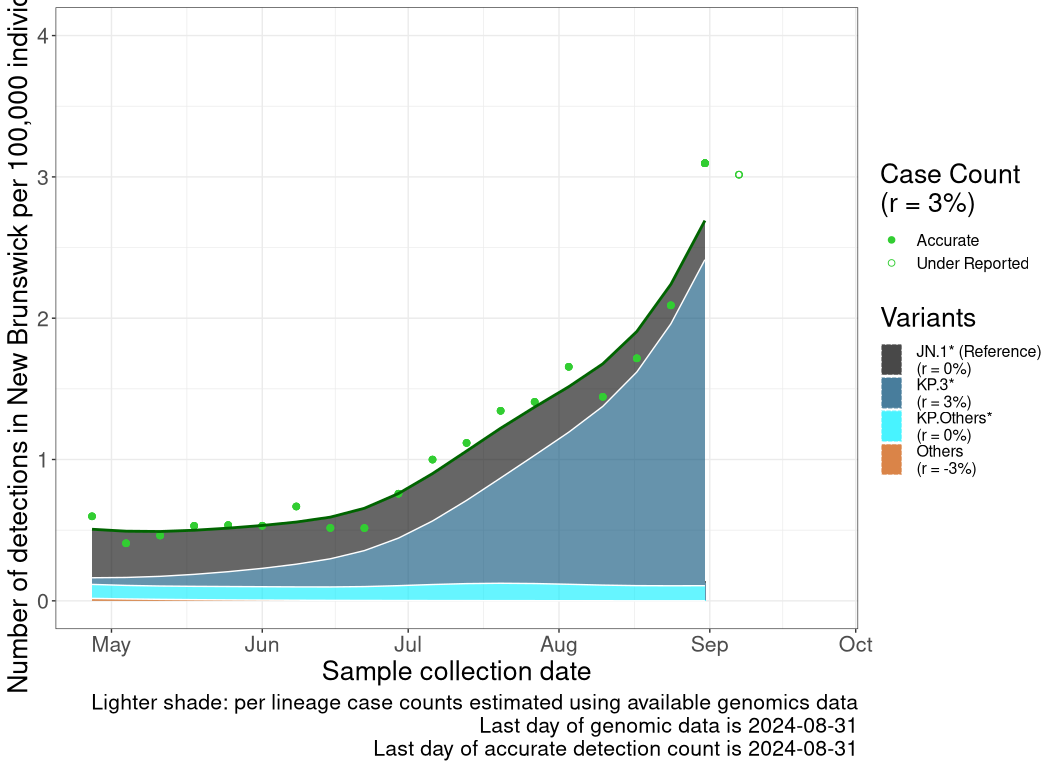 Number of detections in New Brunswick per 100,000
4
3
2
1
0
May Jun Jul Aug Sep Oct
Sample collection date
Lighter shade: per lineage case counts estimated using available genomics data
Last day of genomic data is 2024-08-31
Last day of accurate detection count is 2024-08-31
Case Count
(r = 3%)
Accurate
Under Reported
Variants
JN.1* (Reference)
(r = 0%)
KP.3*
(r = 3%)
KP.Others*
(r = 0%)
Others
(r = -3%)